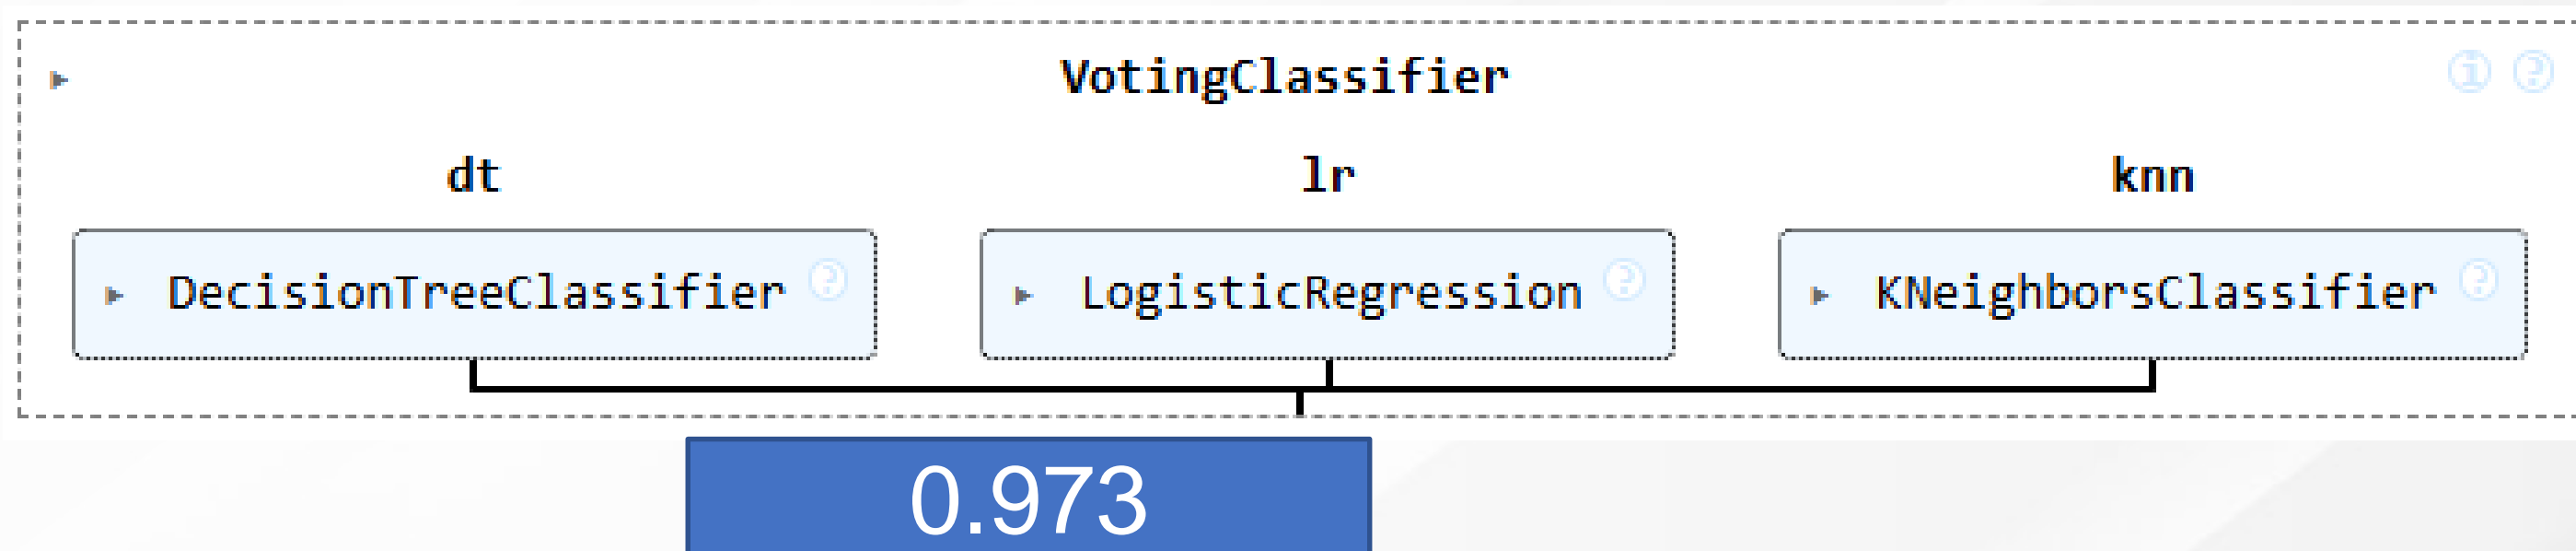 VotingClassifier
dt
lr
knn
DecisionTreeClassifier ?
LogisticRegression ?
KNeighborsClassifier ?
i ?
0.973